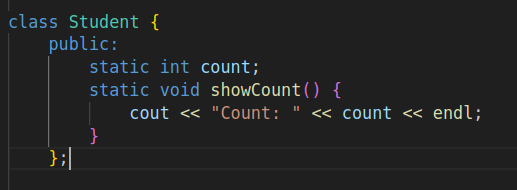 class Student {
    public:
        static int count;
        static void showCount() {
            cout << "Count: " << count << endl;
        }
    };